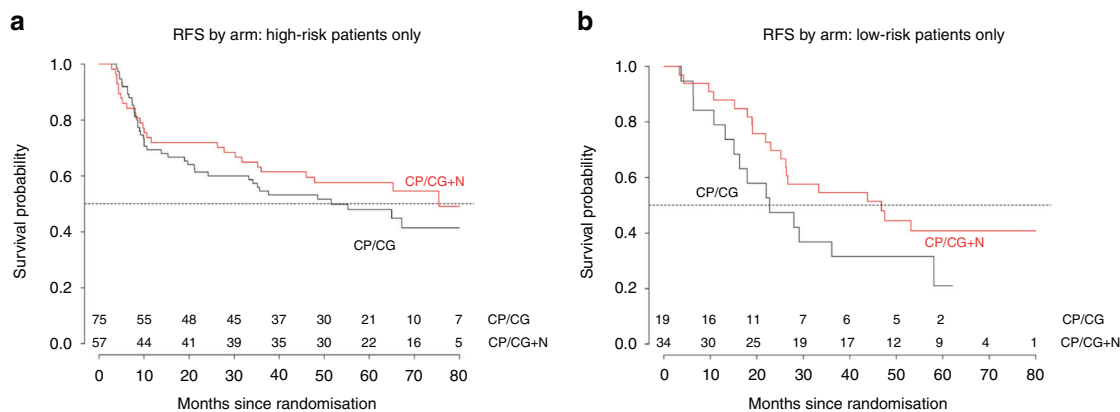 a
RFS by arm: high-risk patients only
Survival probability
1.0
0.8
0.6
0.4
0.2
0.0
CP/CG+N
CP/CG
75 55 48 45 37 30 21 10 7 CP/CG
57 44 41 39 35 30 22 16 5 CP/CG+N
0 10 20 30 40 50 60 70 80
Months since randomisation
b
RFS by arm: low-risk patients only
Survival probability
1.0
0.8
0.6
0.4
0.2
0.0
CP/CG
CP/CG+N
19 16 11 7 6 5 2 CP/CG
34 30 25 19 17 12 9 4 1 CP/CG+N
0 10 20 30 40 50 60 70 80
Months since randomisation